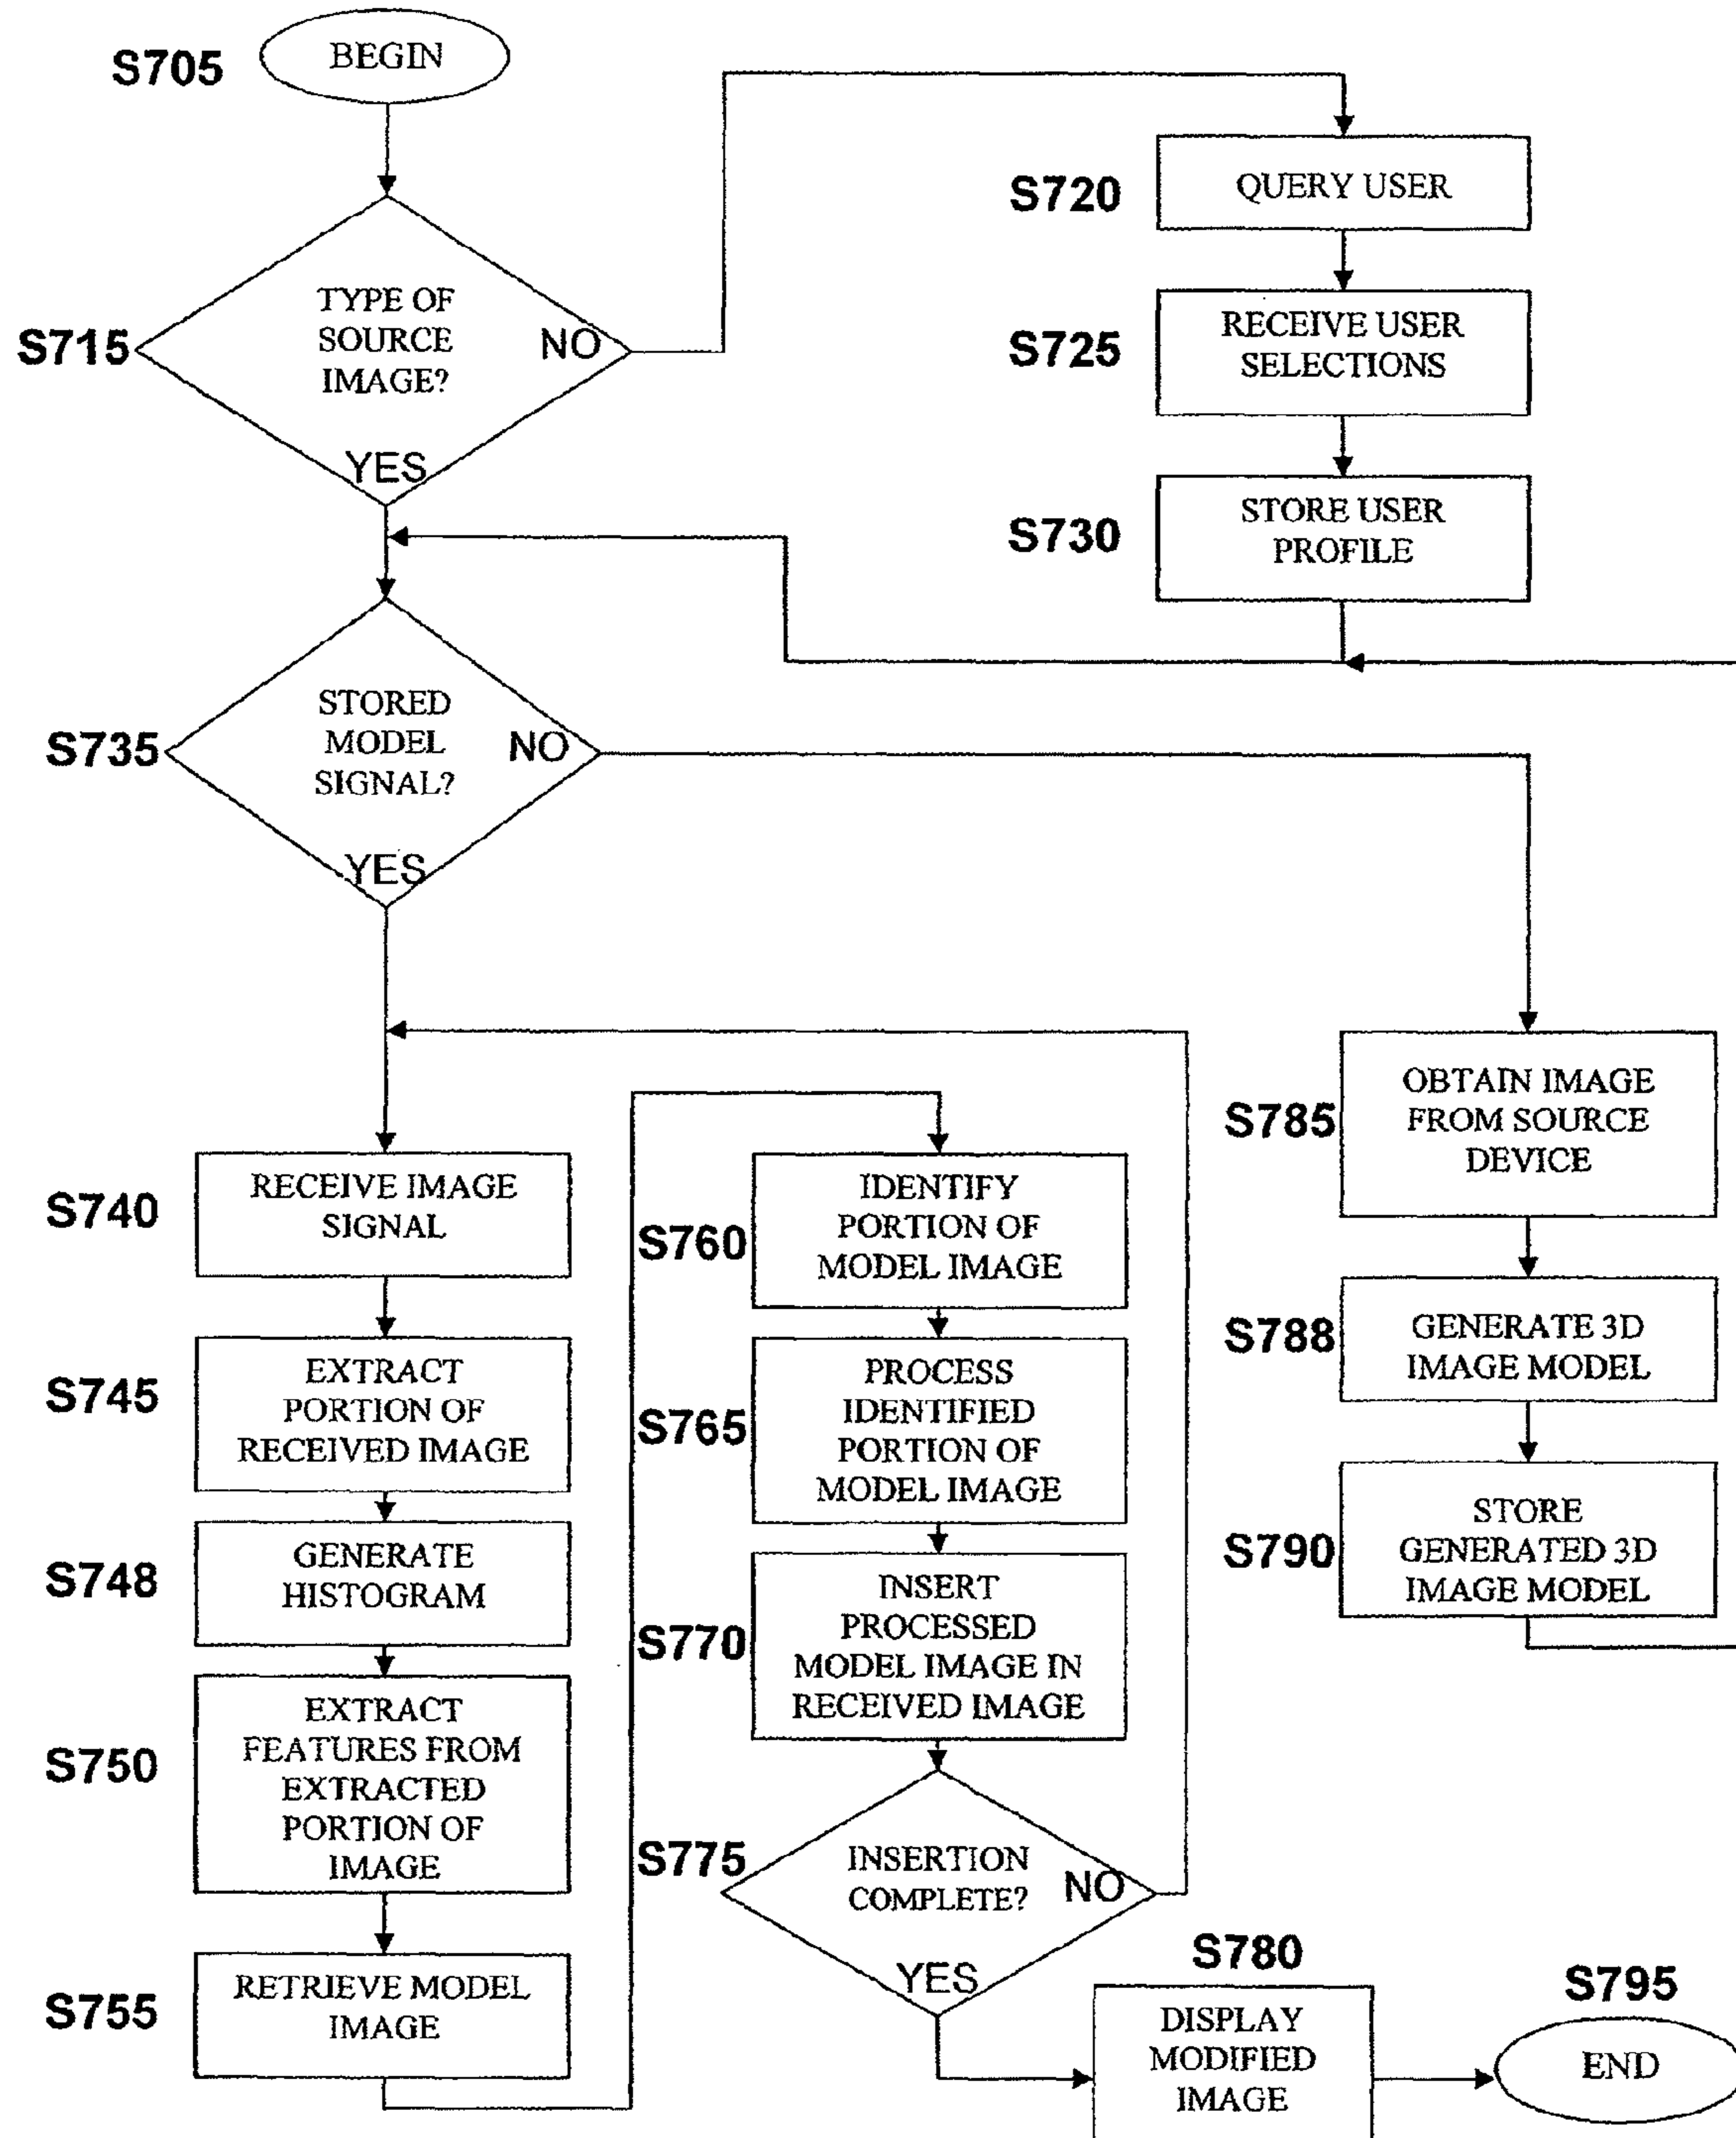 S705
BEGIN
S715
TYPE OF
SOURCE
IMAGE?
NO
YES
S720
QUERY USER
S725
RECEIVE USER
SELECTIONS
S730
STORE USER
PROFILE
S735
STORED
MODEL
SIGNAL?
NO
YES
S740
RECEIVE IMAGE
SIGNAL
S745
EXTRACT
PORTION OF
RECEIVED IMAGE
S748
GENERATE
HISTOGRAM
S750
EXTRACT
FEATURES FROM
EXTRACTED
PORTION OF
IMAGE
S755
RETRIEVE MODEL
IMAGE
S760
IDENTIFY
PORTION OF
MODEL IMAGE
S765
PROCESS
IDENTIFIED
PORTION OF
MODEL IMAGE
S770
INSERT
PROCESSED
MODEL IMAGE IN
RECEIVED IMAGE
S775
INSERTION
COMPLETE?
NO
YES
S780
DISPLAY
MODIFIED
IMAGE
S785
OBTAIN IMAGE
FROM SOURCE
DEVICE
S788
GENERATE 3D
IMAGE MODEL
S790
STORE
GENERATED 3D
IMAGE MODEL
S795
END